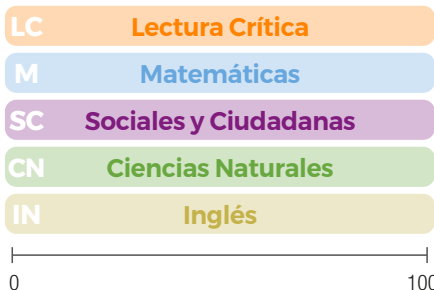 LC Lectura Crítica
M Matemáticas
SC Sociales y Ciudadanas
CN Ciencias Naturales
IN Inglés
0 100